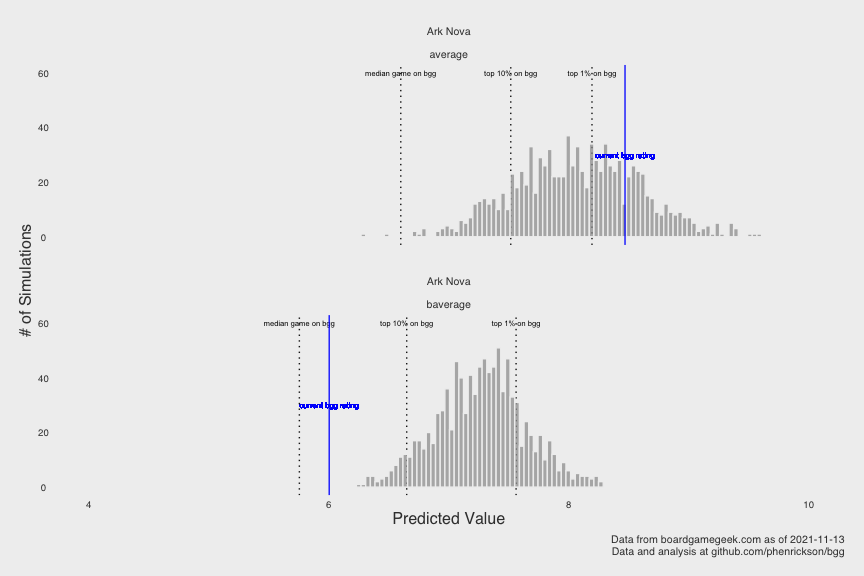 Ark Nova
average
median game on bgg
top 10% on bgg
top 1% on bgg
60
current bgg rating
40
20
0
# of Simulations
Ark Nova
baverage
median game on bgg
top 10% on bgg
top 1% on bgg
60
40
current bgg rating
20
0
4
6
8
10
Predicted Value
Data from boardgamegeek.com as of 2021-11-13
Data and analysis at github.com/phenrickson/bgg